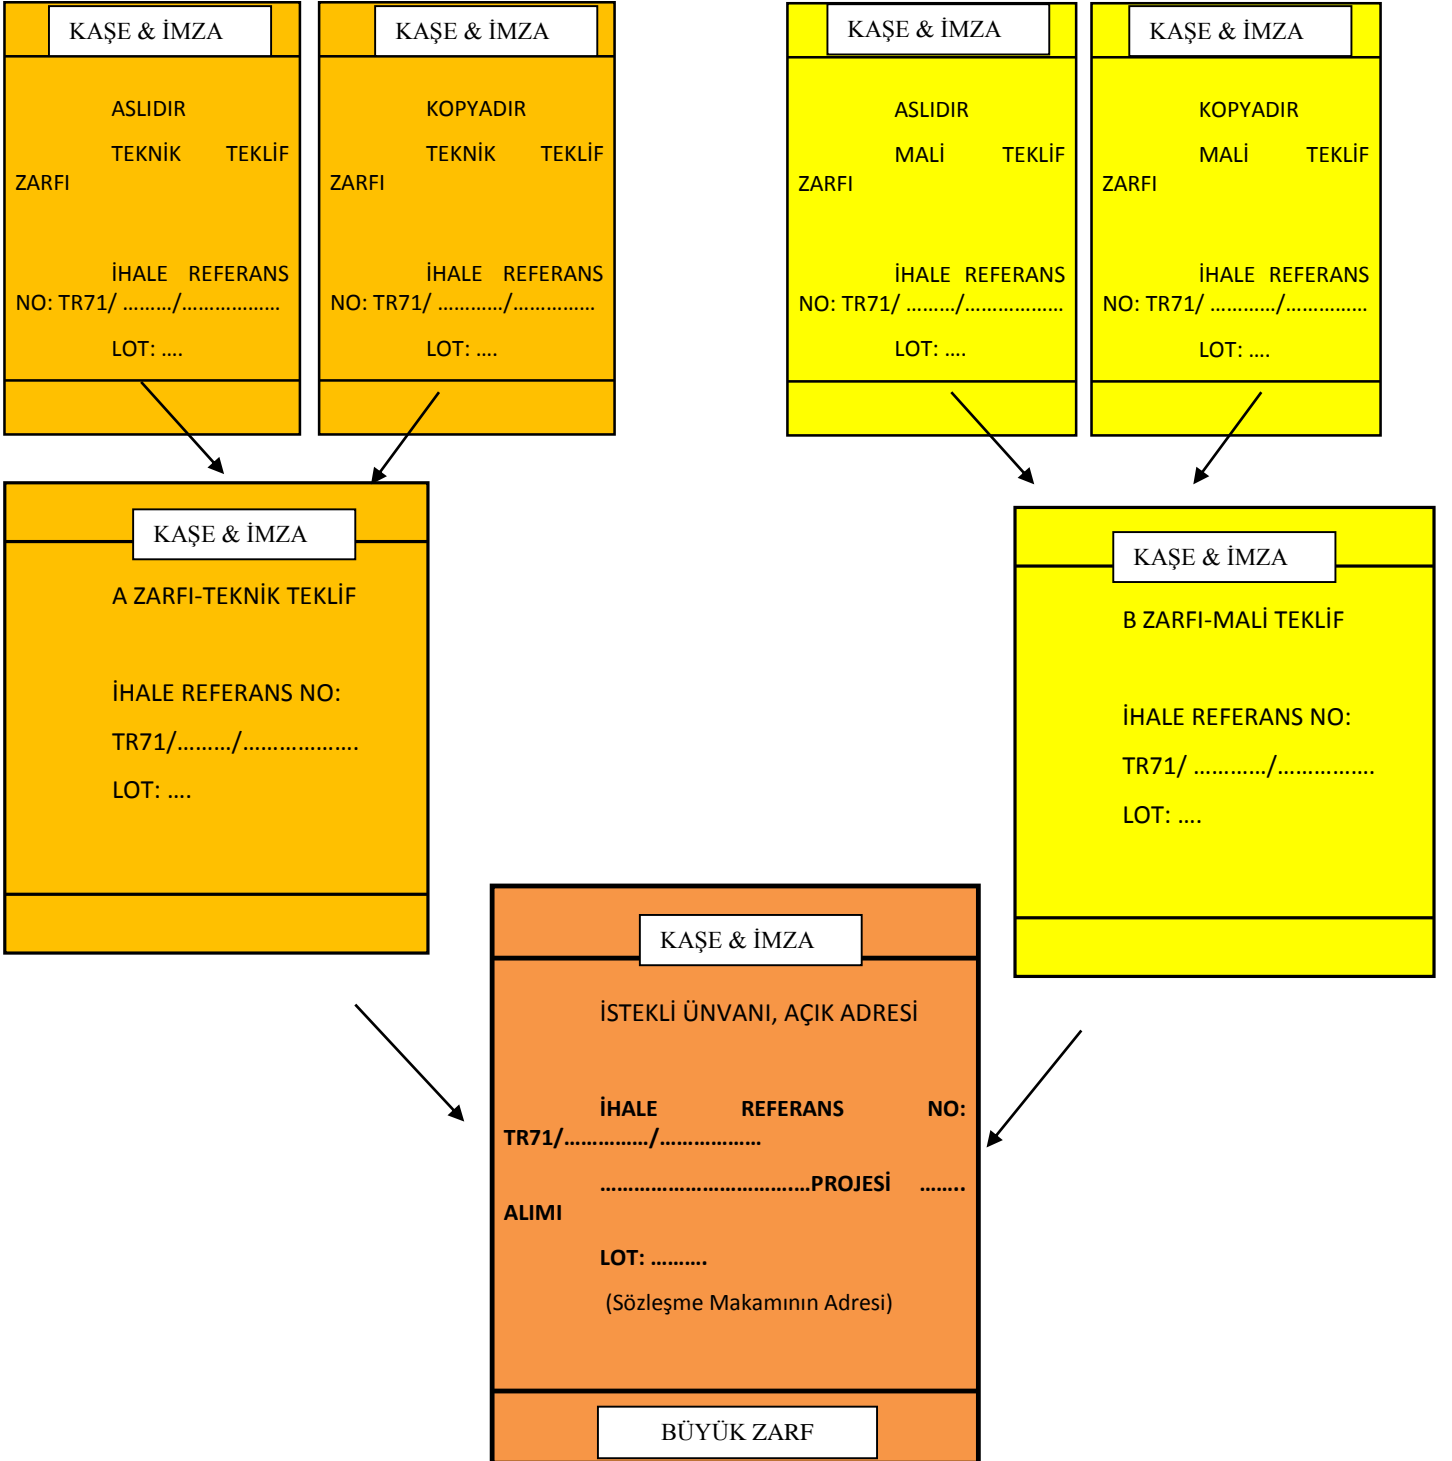 KAŞE & İMZA
ASLIDIR
TEKNİK TEKLİF
ZARFI
İHALE REFERANS
NO: TR71/ ………/………………
LOT: ….
KAŞE & İMZA
KOPYADIR
TEKNİK TEKLİF
ZARFI
İHALE REFERANS
NO: TR71/ …………/……………
LOT: ….
KAŞE & İMZA
ASLIDIR
MALİ TEKLİF
ZARFI
İHALE REFERANS
NO: TR71/ ………/………………
LOT: ….
KAŞE & İMZA
KOPYADIR
MALİ TEKLİF
ZARFI
İHALE REFERANS
NO: TR71/ …………/……………
LOT: ….
KAŞE & İMZA
A ZARFI-TEKNİK TEKLİF
İHALE REFERANS NO:
TR71/………/……………….
LOT: ….
KAŞE & İMZA
B ZARFI-MALİ TEKLİF
İHALE REFERANS NO:
TR71/ …………/…………….
LOT: ….
KAŞE & İMZA
İSTEKLİ ÜNVANI, AÇIK ADRESİ
İHALE REFERANS NO:
TR71/……………/………………
……………………………..…PROJESİ ……..
ALIMI
LOT: ……….
(Sözleşme Makamının Adresi)
BÜYÜK ZARF